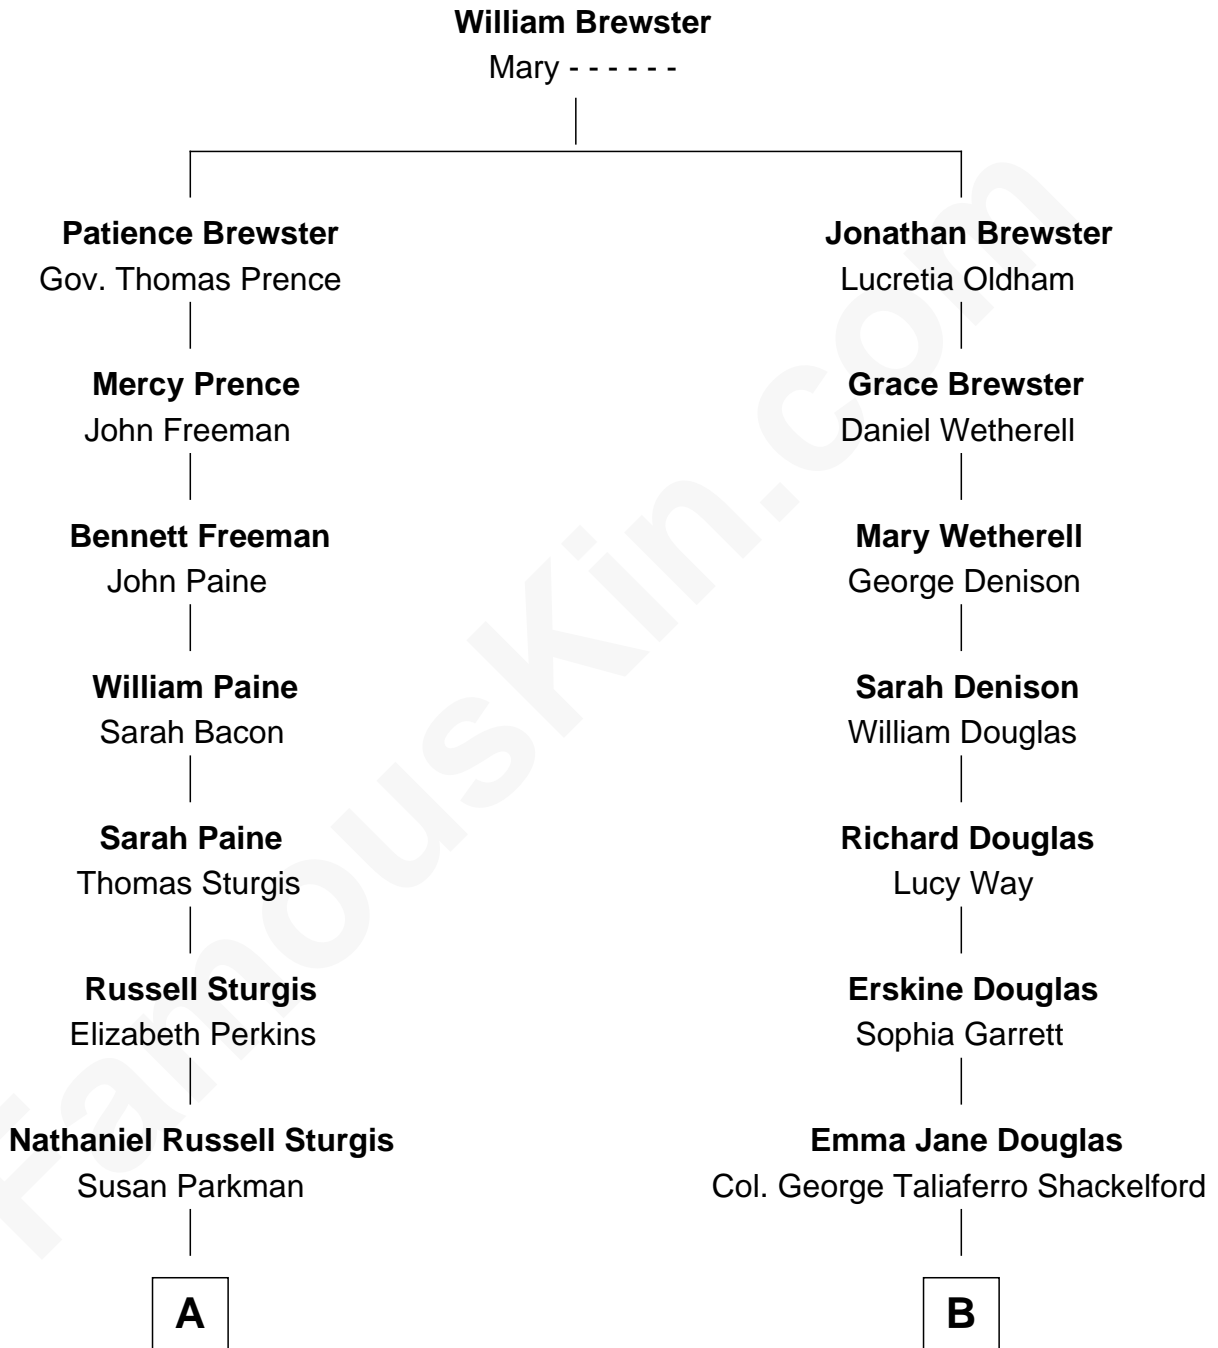 William Brewster
Mary - - - - - -
Patience Brewster
Gov. Thomas Prence
Mercy Prence
John Freeman
Bennett Freeman
John Paine
William Paine
Sarah Bacon
Sarah Paine
Thomas Sturgis
Russell Sturgis
Elizabeth Perkins
Nathaniel Russell Sturgis
Susan Parkman
A
Jonathan Brewster
Lucretia Oldham
Grace Brewster
Daniel Wetherell
Mary Wetherell
George Denison
Sarah Denison
William Douglas
Richard Douglas
Lucy Way
Erskine Douglas
Sophia Garrett
Emma Jane Douglas
Col. George Taliaferro Shackelford
B
FamousKin.com